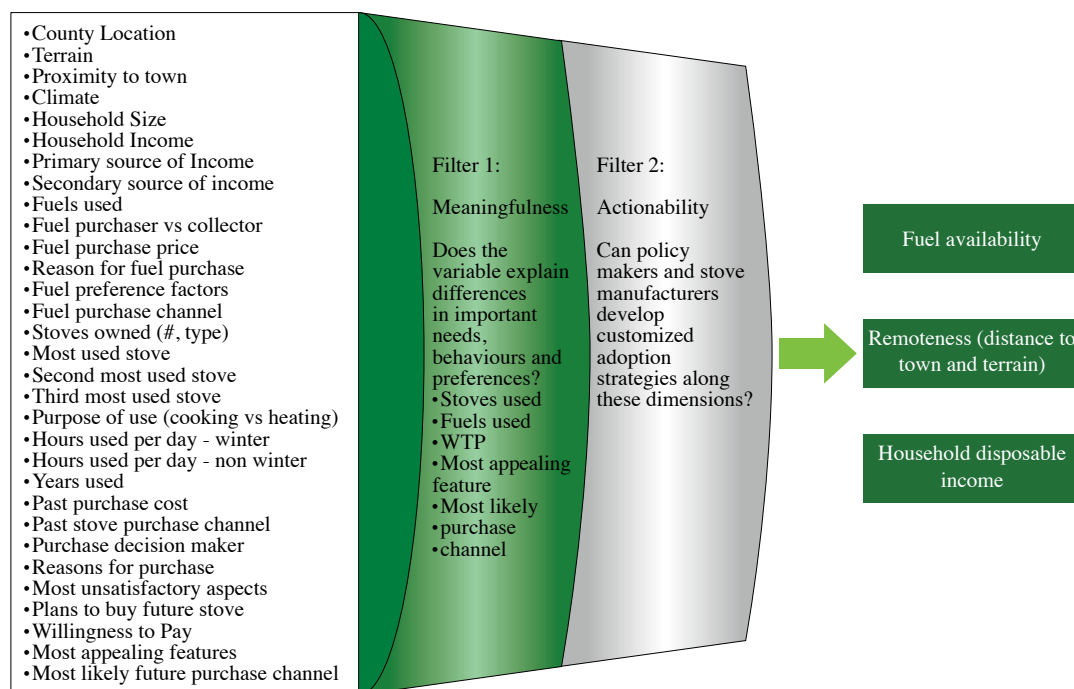 •County Location
•Terrain
•Proximity to town
•Climate
•Household Size
•Household Income
•Primary source of Income
•Secondary source of income
•Fuels used
•Fuel purchaser vs collector
•Fuel purchase price
•Reason for fuel purchase
•Fuel preference factors
•Fuel purchase channel
•Stoves owned (#, type)
•Most used stove
•Second most used stove
•Third most used stove
•Purpose of use (cooking vs heating)
•Hours used per day - winter
•Hours used per day - non winter
•Years used
•Past purchase cost
•Past stove purchase channel
•Purchase decision maker
•Reasons for purchase
•Most unsatisfactory aspects
•Plans to buy future stove
•Willingness to Pay
•Most appealing features
•Most likely future purchase channel
Filter 1:
Meaningfulness
Does the
variable explain
differences
in important
needs,
behaviours and
preferences?
•Stoves used
•Fuels used
•WTP
•Most appealing
feature
•Most likely
•purchase
•channel
Filter 2:
Actionability
Can policy
makers and stove
manufacturers
develop
customized
adoption
strategies along
these dimensions?
Fuel availability
Remoteness (distance to
town and terrain)
Household disposable
income